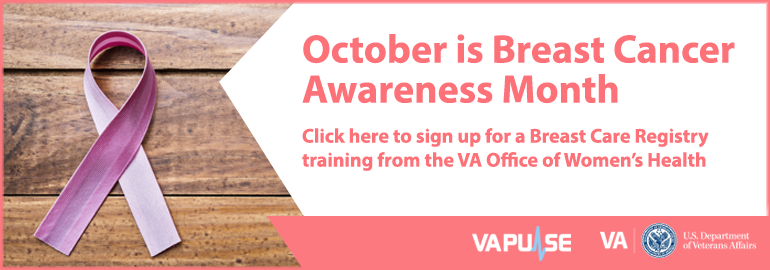 October is Breast Cancer
Awareness Month
Click here to sign up for a Breast Care Registry
training from the VA Office of Women's Health
VAPULSE
VA
U.S. Department
of Veterans Affairs